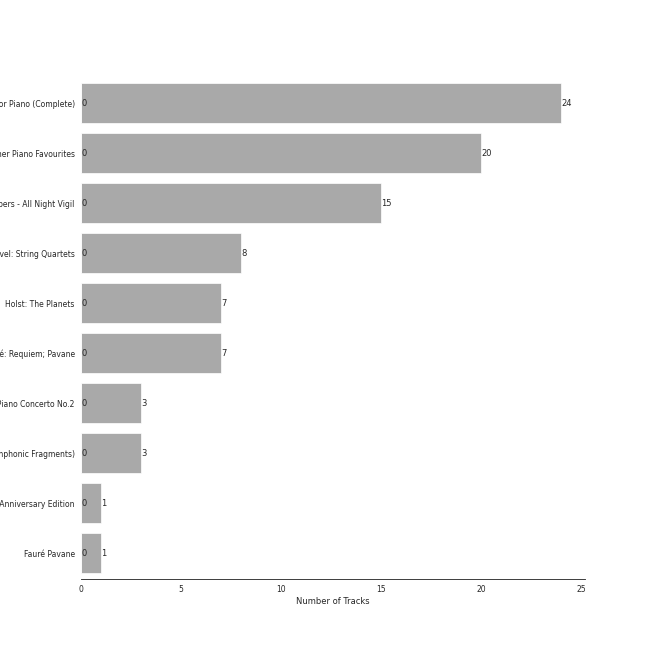 or Piano (Complete) 0 24
her Piano Favourites 0 20
pers - All Night Vigil 0 15
vel: String Quartets 0 8
Holst: The Planets 0 7
é: Requiem; Pavane 0 7
Piano Concerto No.2 0 3
nphonic Fragments) 0 3
Anniversary Edition 0 1
Fauré Pavane 0 1
0 5 10 15 20 25
Number of Tracks